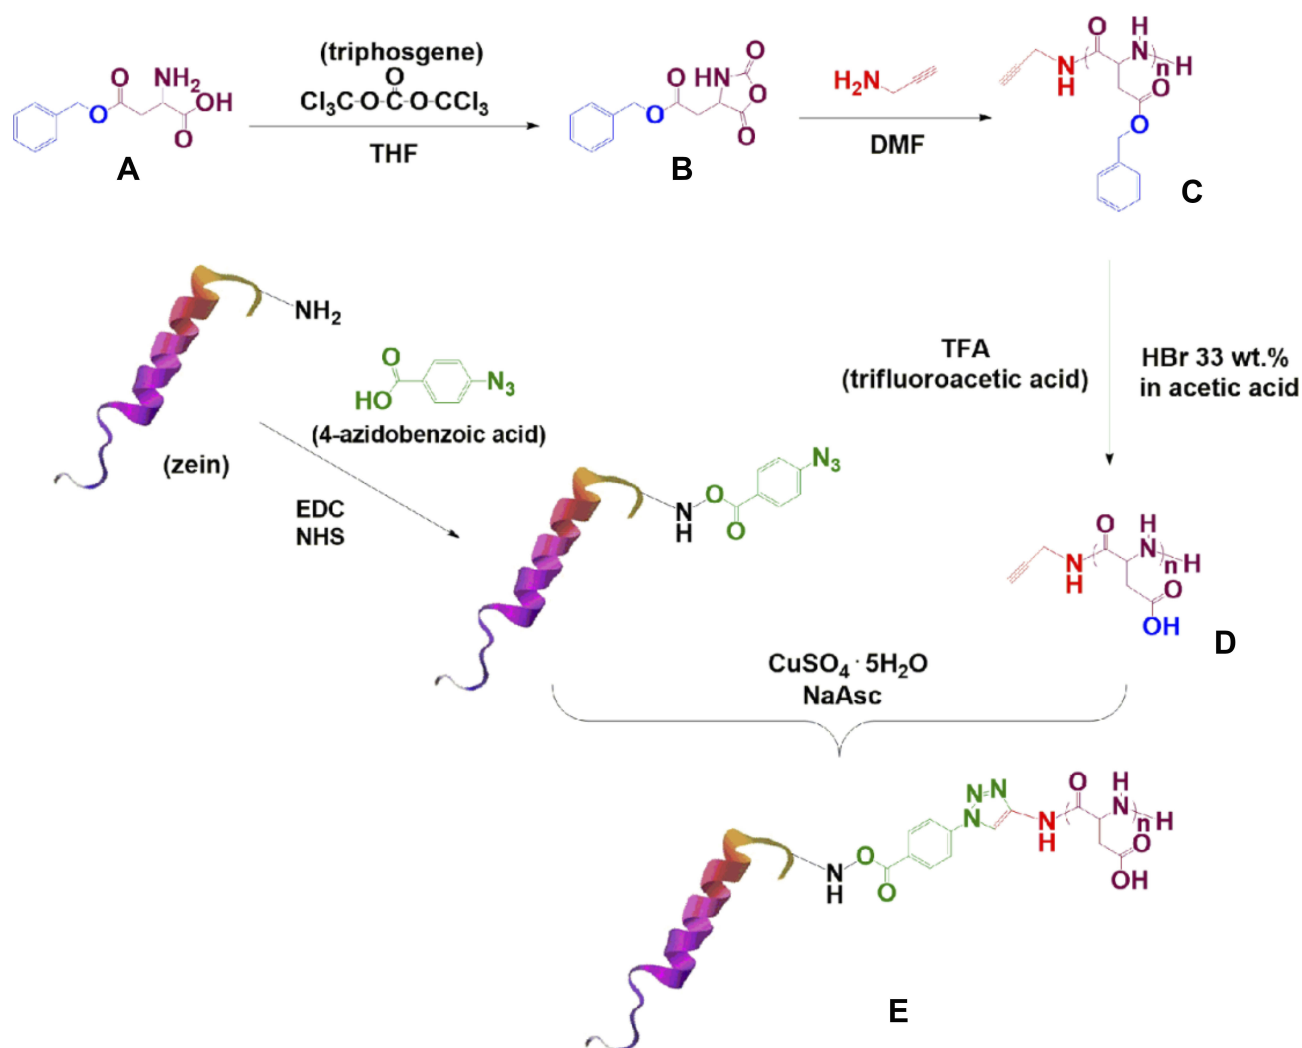 (triphosgene)
O
Cl3C-O-C-O-CCl3
THF
O NH2
O OH
O
A
O HN O
O O
O
B
H2N
DMF
O H
N
N n H
H O
O
C
NH2
(zein)
O
HO N3
(4-azidobenzoic acid)
EDC
NHS
TFA
(trifluoroacetic acid)
HBr 33 wt.%
in acetic acid
N O N3
H O
O H
N
N n H
H O
OH
D
CuSO4 · 5H2O
NaAsc
N=N O H
N N
N n H
H O
OH
N O
H O
E